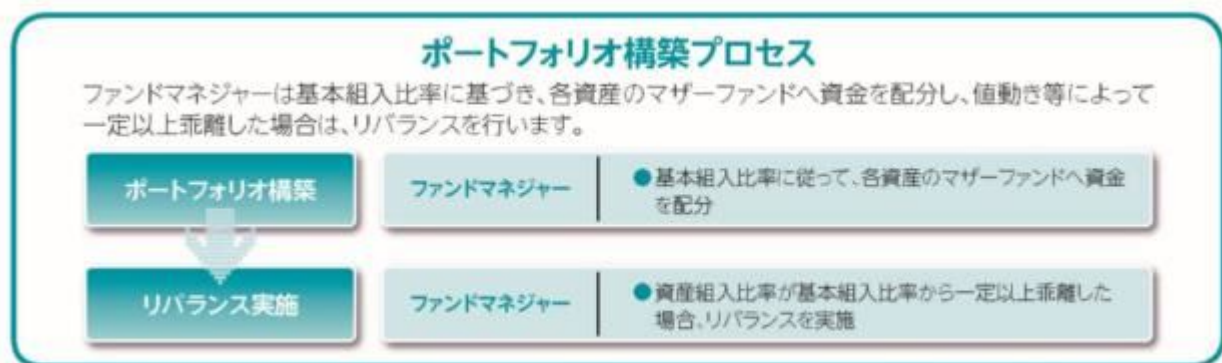 ポートフォリオ構築プロセス
ファンドマネジャーは基本組入比率に基づき、各資産のマザーファンドへ資金を配分し、値動き等によって
一定以上乖離した場合は、リバランスを行います。
ポートフォリオ構築
ファンドマネジャー
●基本組入比率に従って、各資産のマザーファンドへ資金
を配分
リバランス実施
ファンドマネジャー
●資産組入比率が基本組入比率から一定以上乖離した
場合、リバランスを実施